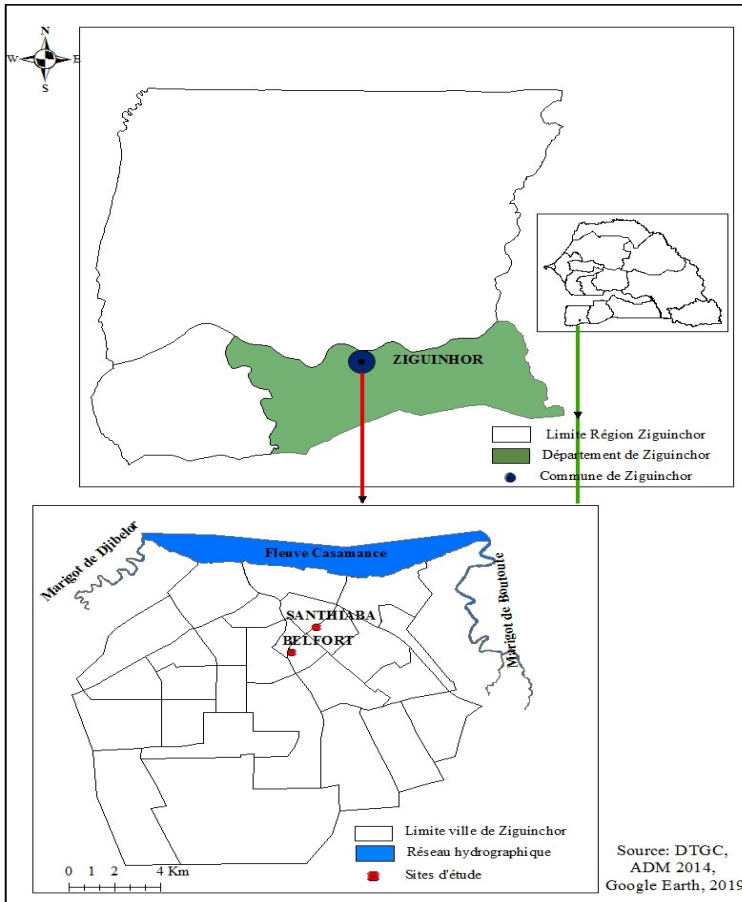 N
W E
S
ZIGUINHOR
Limite Région Ziguinchor
Département de Ziguinchor
Commune de Ziguinchor
Marigot de Djibelor
Fleuve Casamance
Marigot de Boutoute
SANTHIABA
BELFORT
Limite ville de Ziguinchor
Réseau hydrographique
Sites d'étude
0 1 2 4 Km
Source: DTGC,
ADM 2014,
Google Earth, 2019